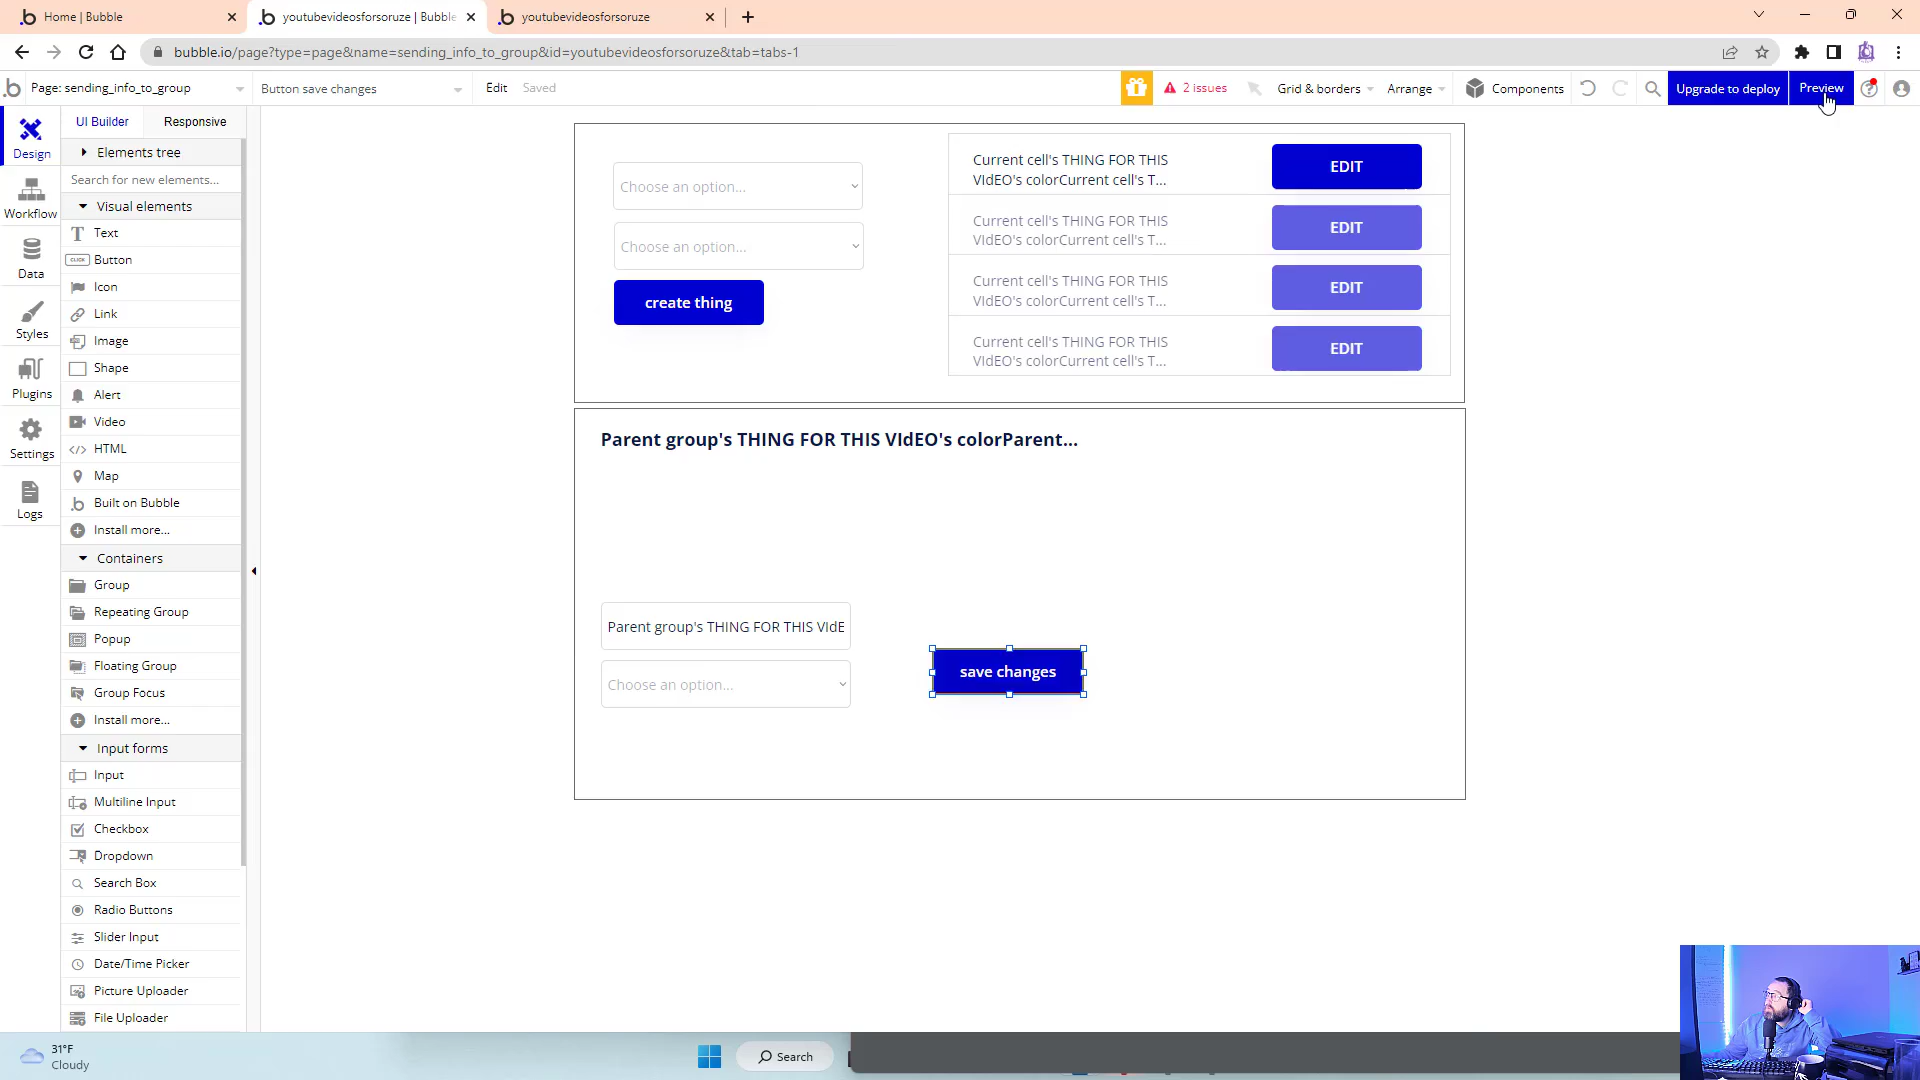 Home | Bubble
youtubevideosforsoruze | Bubble
youtubevideosforsoruze
bubble.io/page?type=page&name=sending_info_to_group&id=youtubevideosforsoruze&tab=tabs-1
Page: sending_info_to_group
Button save changes
Edit
Saved
2 issues
Grid & borders
Arrange
Components
Upgrade to deploy
Preview
Design
Workflow
Data
Styles
Plugins
Settings
Logs
UI Builder
Responsive
Elements tree
Search for new elements...
Visual elements
Text
CLICK
Button
Icon
Link
Image
Shape
Alert
Video
HTML
Map
Built on Bubble
Install more...
Containers
Group
Repeating Group
Popup
Floating Group
Group Focus
Install more...
Input forms
Input
Multiline Input
Checkbox
Dropdown
Search Box
Radio Buttons
Slider Input
Date/Time Picker
Picture Uploader
File Uploader
Choose an option...
Choose an option...
create thing
Current cell's THING FOR THIS
VIdEO's colorCurrent cell's T...
EDIT
Current cell's THING FOR THIS
VIdEO's colorCurrent cell's T...
EDIT
Current cell's THING FOR THIS
VIdEO's colorCurrent cell's T...
EDIT
Current cell's THING FOR THIS
VIdEO's colorCurrent cell's T...
EDIT
Parent group's THING FOR THIS VIdEO's colorParent...
Parent group's THING FOR THIS VIdE
Choose an option...
save changes
31°F
Cloudy
Search